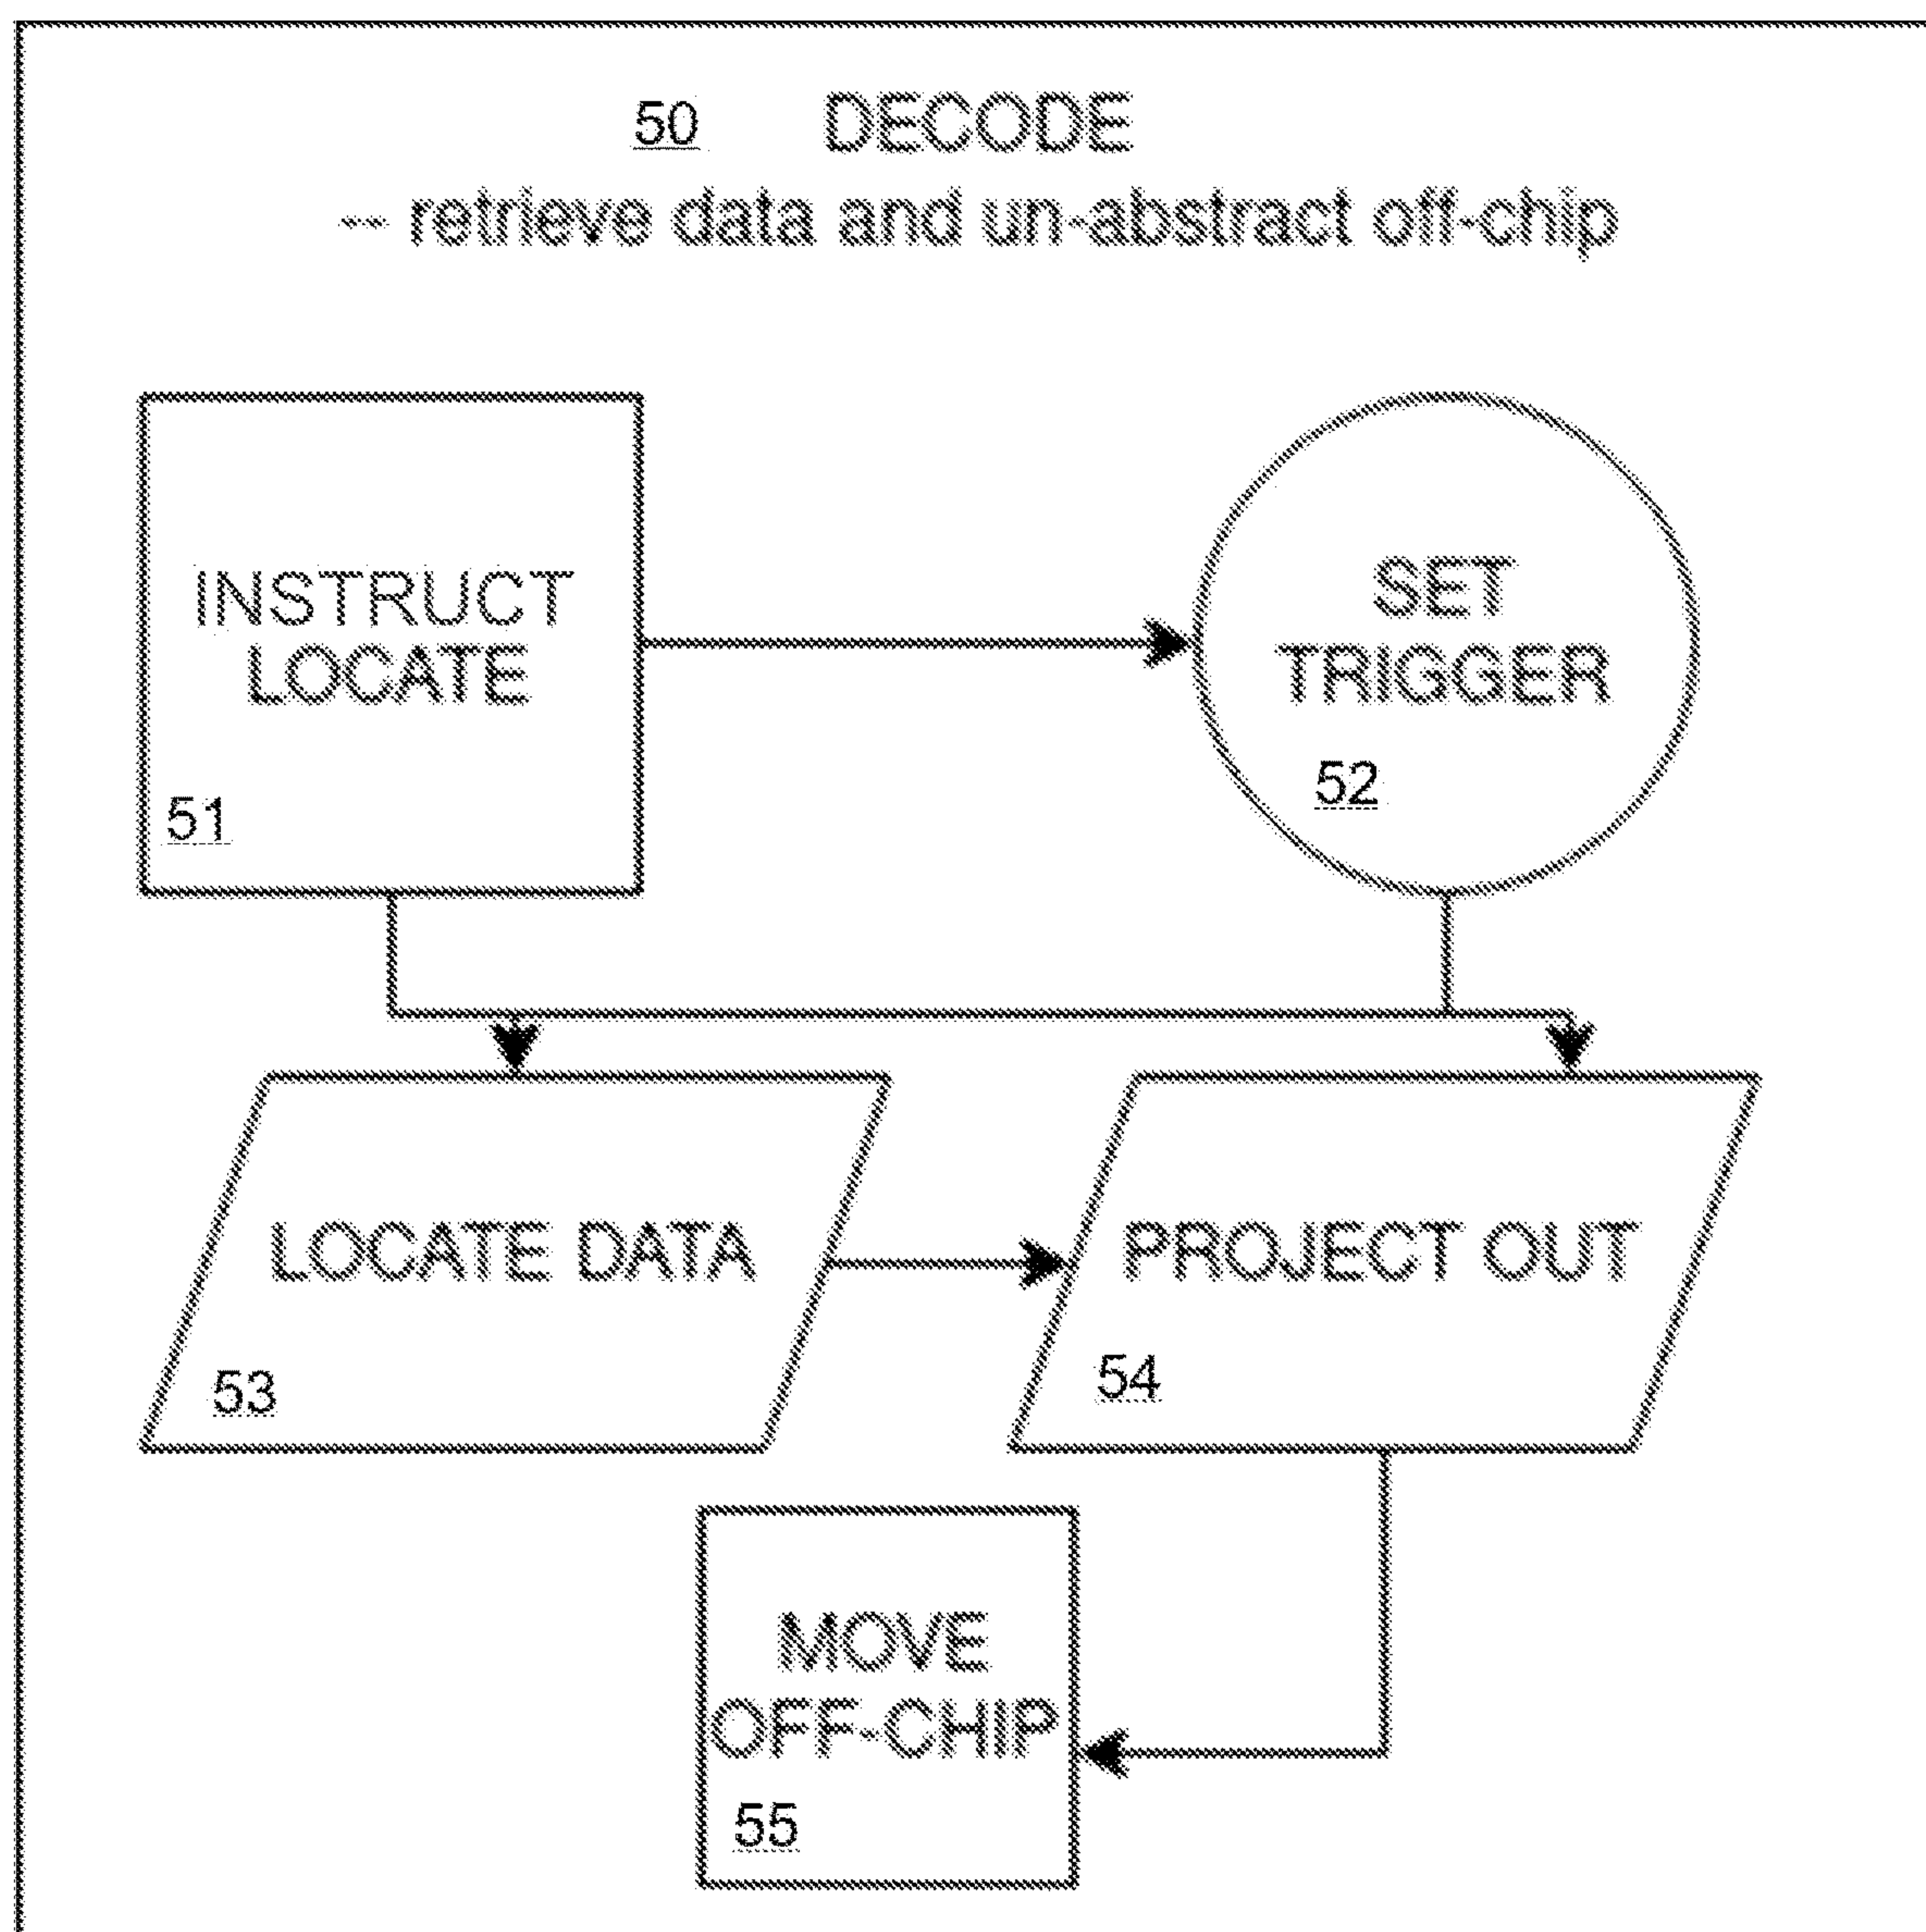 50 DECODE
-- retrieve data and un-abstract off-chip
INSTRUCT
LOCATE
51
SET
TRIGGER
52
LOCATE DATA
53
PROJECT OUT
54
MOVE
OFF-CHIP
55